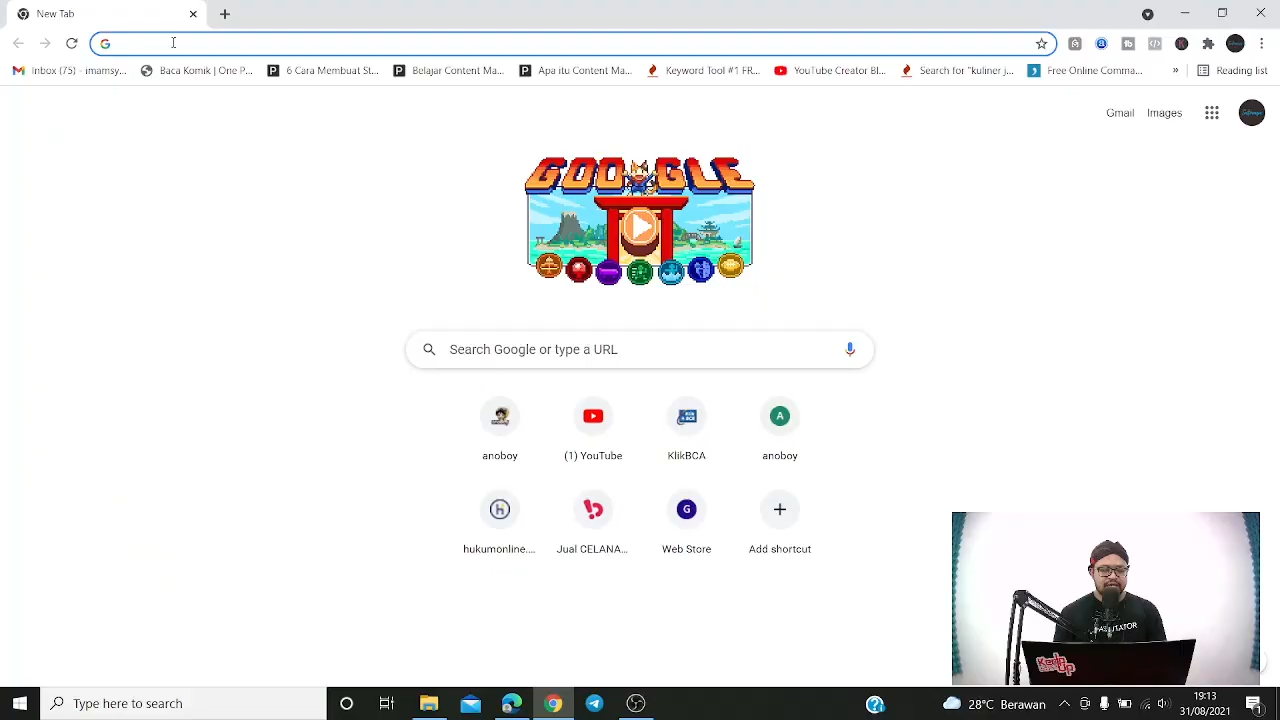 New Tab
Inbox (75) - imamsy...
Baca Komik | One P...
6 Cara Membuat St...
Belajar Content Ma...
Apa itu Content Ma...
Keyword Tool #1 FR...
YouTube Creator Bl...
Search for "kuliner j...
Free Online Comma...
»
Reading list
Gmail
Images
GOOGLE
Search Google or type a URL
anoboy
(1) YouTube
KlikBCA
A
anoboy
h
hukumonline....
Jual CELANA...
G
Web Store
Add shortcut
Kedip Up
Type here to search
28°C Berawan
19:13
31/08/2021